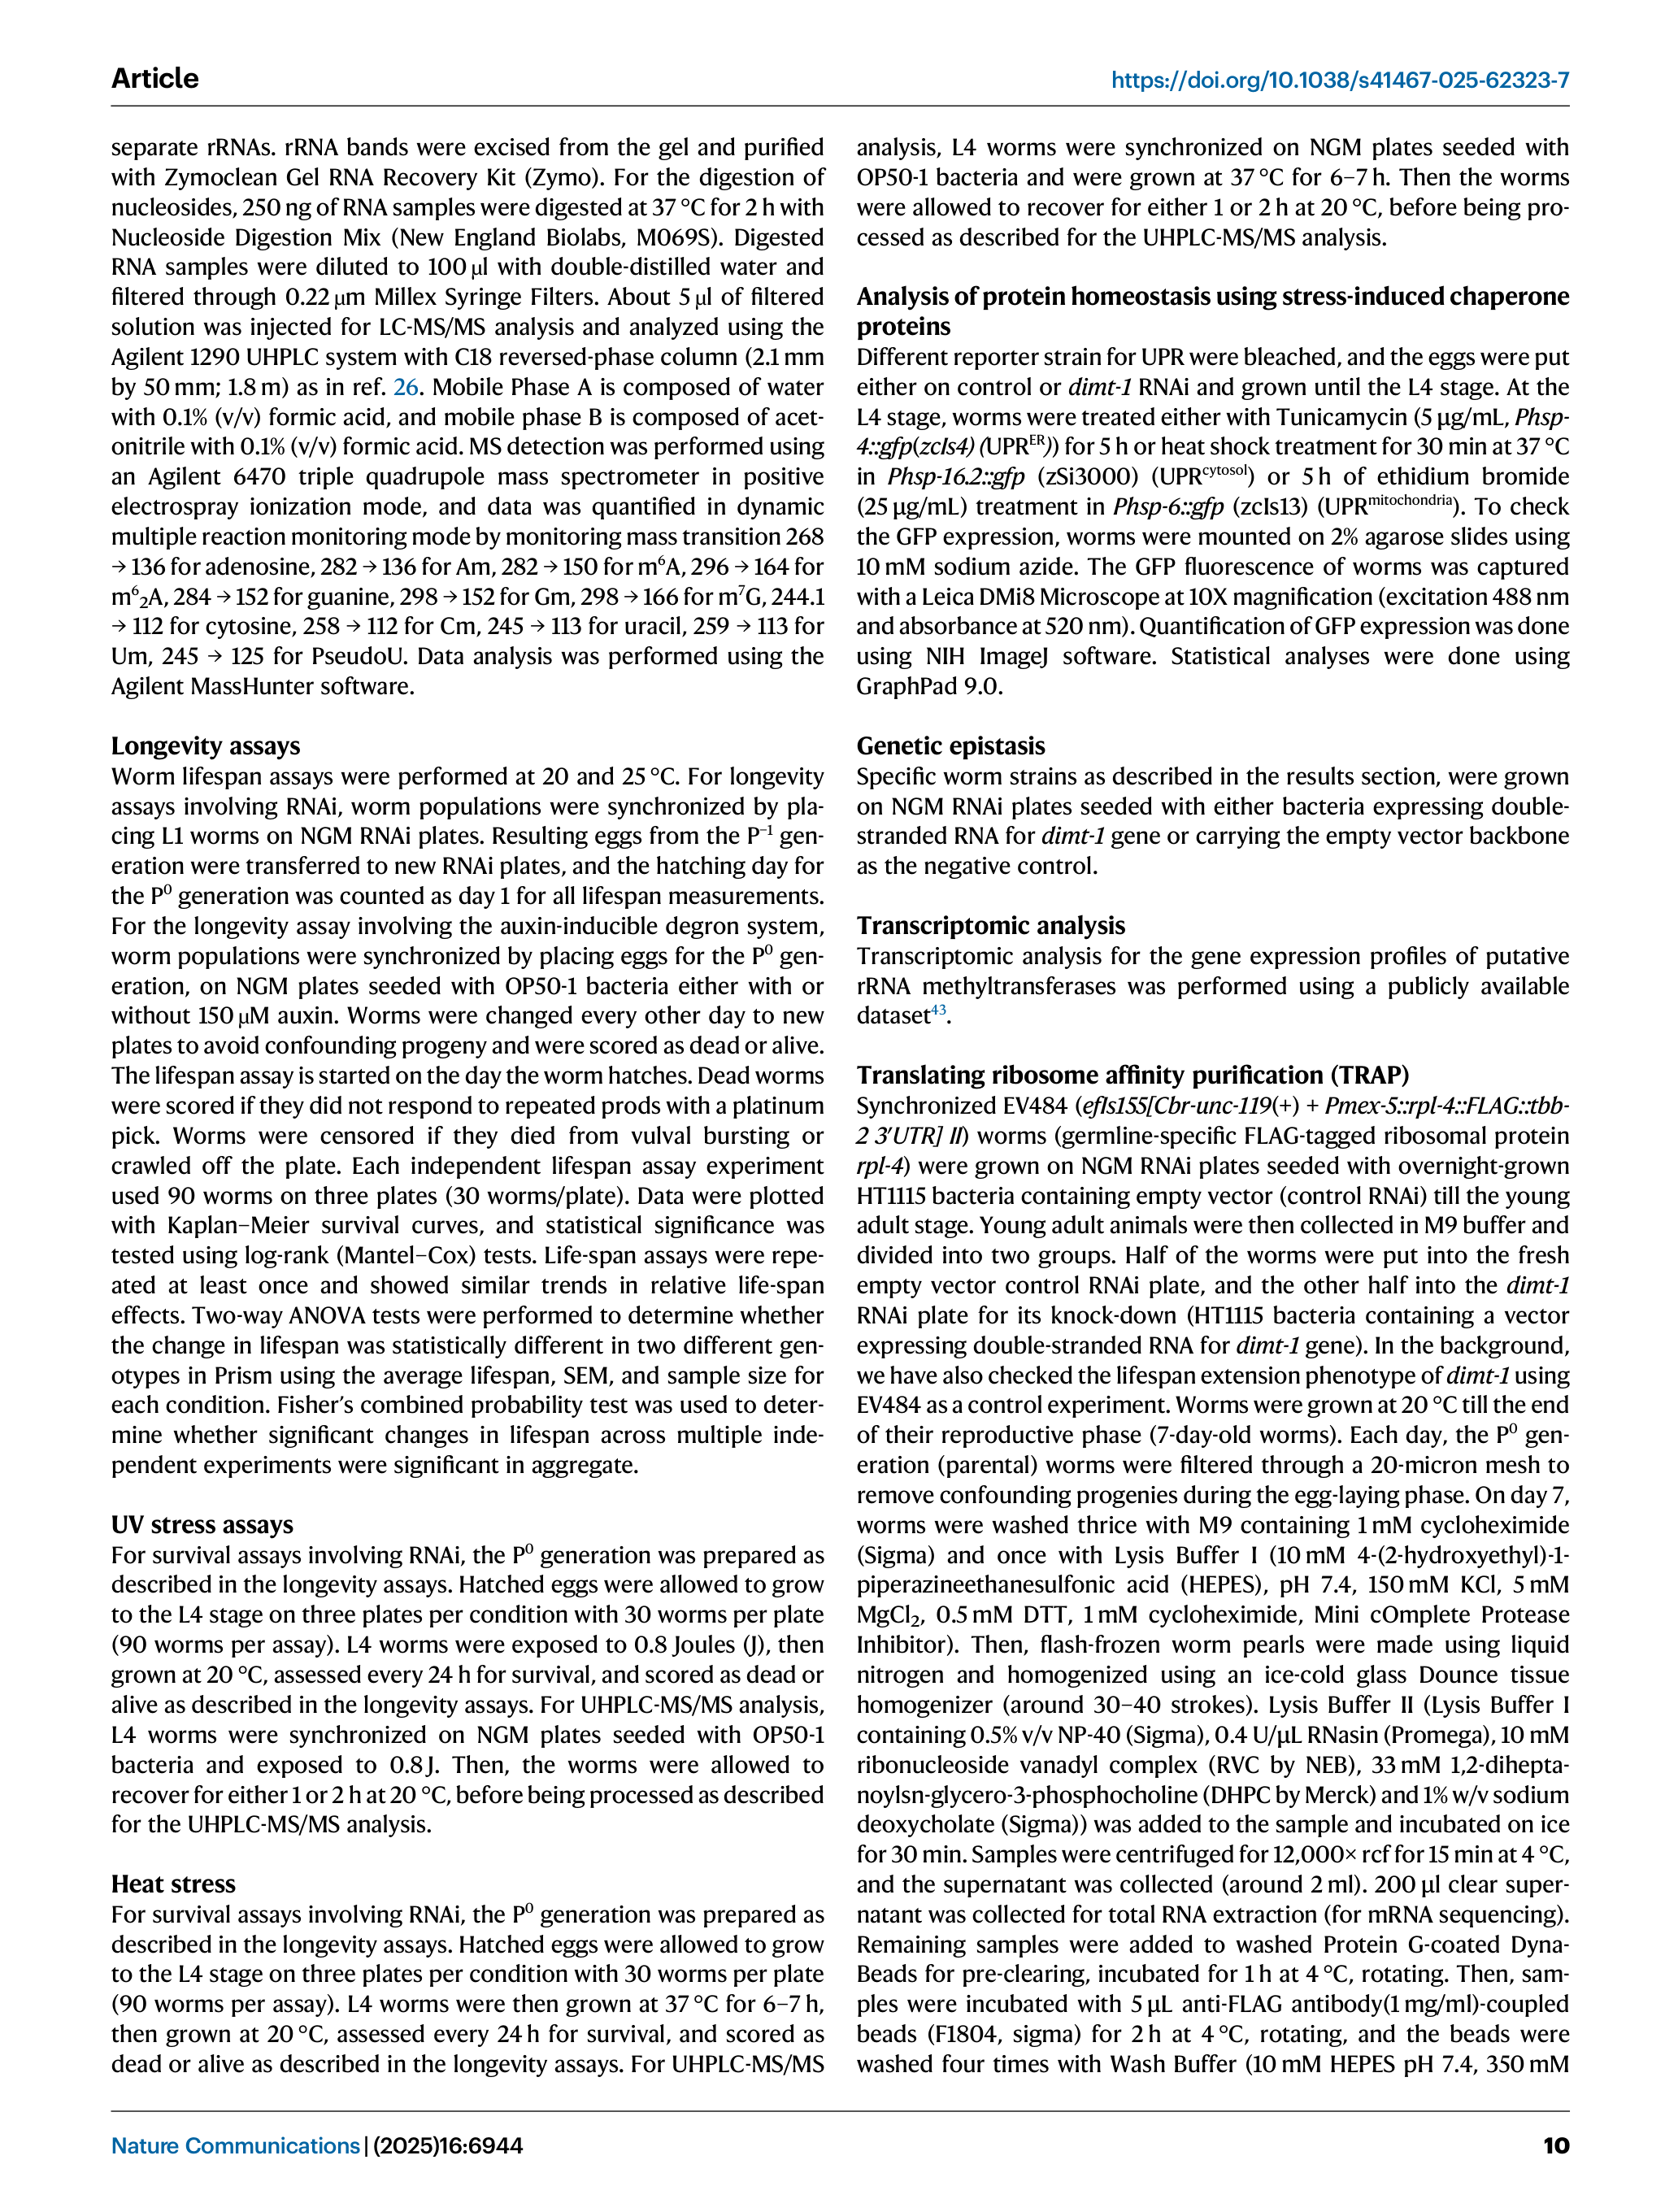 Article
https://doi.org/10.1038/s41467-025-62323-7
separate rRNAs. rRNA bands were excised from the gel and purified
with Zymoclean Gel RNA Recovery Kit (Zymo). For the digestion of
nucleosides, 250 ng of RNA samples were digested at 37 °C for 2 h with
Nucleoside Digestion Mix (New England Biolabs, M069S). Digested
RNA samples were diluted to 100 µl with double-distilled water and
filtered through 0.22 µm Millex Syringe Filters. About 5 µl of filtered
solution was injected for LC-MS/MS analysis and analyzed using the
Agilent 1290 UHPLC system with C18 reversed-phase column (2.1 mm
by 50 mm; 1.8 m) as in ref. 26. Mobile Phase A is composed of water
with 0.1% (v/v) formic acid, and mobile phase B is composed of acet-
onitrile with 0.1% (v/v) formic acid. MS detection was performed using
an Agilent 6470 triple quadrupole mass spectrometer in positive
electrospray ionization mode, and data was quantified in dynamic
multiple reaction monitoring mode by monitoring mass transition 268
→ 136 for adenosine, 282 → 136 for Am, 282 → 150 for m⁶A, 296 → 164 for
m⁶₂A, 284 → 152 for guanine, 298 → 152 for Gm, 298 → 166 for m⁷G, 244.1
→ 112 for cytosine, 258 → 112 for Cm, 245 → 113 for uracil, 259 → 113 for
Um, 245 → 125 for PseudoU. Data analysis was performed using the
Agilent MassHunter software.
Longevity assays
Worm lifespan assays were performed at 20 and 25 °C. For longevity
assays involving RNAi, worm populations were synchronized by pla-
cing L1 worms on NGM RNAi plates. Resulting eggs from the P⁻¹ gen-
eration were transferred to new RNAi plates, and the hatching day for
the P⁰ generation was counted as day 1 for all lifespan measurements.
For the longevity assay involving the auxin-inducible degron system,
worm populations were synchronized by placing eggs for the P⁰ gen-
eration, on NGM plates seeded with OP50-1 bacteria either with or
without 150 µM auxin. Worms were changed every other day to new
plates to avoid confounding progeny and were scored as dead or alive.
The lifespan assay is started on the day the worm hatches. Dead worms
were scored if they did not respond to repeated prods with a platinum
pick. Worms were censored if they died from vulval bursting or
crawled off the plate. Each independent lifespan assay experiment
used 90 worms on three plates (30 worms/plate). Data were plotted
with Kaplan–Meier survival curves, and statistical significance was
tested using log-rank (Mantel–Cox) tests. Life-span assays were repe-
ated at least once and showed similar trends in relative life-span
effects. Two-way ANOVA tests were performed to determine whether
the change in lifespan was statistically different in two different gen-
otypes in Prism using the average lifespan, SEM, and sample size for
each condition. Fisher's combined probability test was used to deter-
mine whether significant changes in lifespan across multiple inde-
pendent experiments were significant in aggregate.
UV stress assays
For survival assays involving RNAi, the P⁰ generation was prepared as
described in the longevity assays. Hatched eggs were allowed to grow
to the L4 stage on three plates per condition with 30 worms per plate
(90 worms per assay). L4 worms were exposed to 0.8 Joules (J), then
grown at 20 °C, assessed every 24 h for survival, and scored as dead or
alive as described in the longevity assays. For UHPLC-MS/MS analysis,
L4 worms were synchronized on NGM plates seeded with OP50-1
bacteria and exposed to 0.8 J. Then, the worms were allowed to
recover for either 1 or 2 h at 20 °C, before being processed as described
for the UHPLC-MS/MS analysis.
Heat stress
For survival assays involving RNAi, the P⁰ generation was prepared as
described in the longevity assays. Hatched eggs were allowed to grow
to the L4 stage on three plates per condition with 30 worms per plate
(90 worms per assay). L4 worms were then grown at 37 °C for 6–7 h,
then grown at 20 °C, assessed every 24 h for survival, and scored as
dead or alive as described in the longevity assays. For UHPLC-MS/MS
analysis, L4 worms were synchronized on NGM plates seeded with
OP50-1 bacteria and were grown at 37 °C for 6–7 h. Then the worms
were allowed to recover for either 1 or 2 h at 20 °C, before being pro-
cessed as described for the UHPLC-MS/MS analysis.
Analysis of protein homeostasis using stress-induced chaperone
proteins
Different reporter strain for UPR were bleached, and the eggs were put
either on control or dimt-1 RNAi and grown until the L4 stage. At the
L4 stage, worms were treated either with Tunicamycin (5 µg/mL, Phsp-
4::gfp(zcIs4) (UPRᴱᴿ)) for 5 h or heat shock treatment for 30 min at 37 °C
in Phsp-16.2::gfp (zSi3000) (UPRᶜʸᵗᵒˢᵒˡ) or 5 h of ethidium bromide
(25 µg/mL) treatment in Phsp-6::gfp (zcIs13) (UPRᵐⁱᵗᵒᶜʰᵒⁿᵈʳⁱᵃ). To check
the GFP expression, worms were mounted on 2% agarose slides using
10 mM sodium azide. The GFP fluorescence of worms was captured
with a Leica DMi8 Microscope at 10X magnification (excitation 488 nm
and absorbance at 520 nm). Quantification of GFP expression was done
using NIH ImageJ software. Statistical analyses were done using
GraphPad 9.0.
Genetic epistasis
Specific worm strains as described in the results section, were grown
on NGM RNAi plates seeded with either bacteria expressing double-
stranded RNA for dimt-1 gene or carrying the empty vector backbone
as the negative control.
Transcriptomic analysis
Transcriptomic analysis for the gene expression profiles of putative
rRNA methyltransferases was performed using a publicly available
dataset⁴³.
Translating ribosome affinity purification (TRAP)
Synchronized EV484 (efIs155[Cbr-unc-119(+) + Pmex-5::rpl-4::FLAG::tbb-
2 3′UTR] II) worms (germline-specific FLAG-tagged ribosomal protein
rpl-4) were grown on NGM RNAi plates seeded with overnight-grown
HT1115 bacteria containing empty vector (control RNAi) till the young
adult stage. Young adult animals were then collected in M9 buffer and
divided into two groups. Half of the worms were put into the fresh
empty vector control RNAi plate, and the other half into the dimt-1
RNAi plate for its knock-down (HT1115 bacteria containing a vector
expressing double-stranded RNA for dimt-1 gene). In the background,
we have also checked the lifespan extension phenotype of dimt-1 using
EV484 as a control experiment. Worms were grown at 20 °C till the end
of their reproductive phase (7-day-old worms). Each day, the P⁰ gen-
eration (parental) worms were filtered through a 20-micron mesh to
remove confounding progenies during the egg-laying phase. On day 7,
worms were washed thrice with M9 containing 1 mM cycloheximide
(Sigma) and once with Lysis Buffer I (10 mM 4-(2-hydroxyethyl)-1-
piperazineethanesulfonic acid (HEPES), pH 7.4, 150 mM KCl, 5 mM
MgCl₂, 0.5 mM DTT, 1 mM cycloheximide, Mini cOmplete Protease
Inhibitor). Then, flash-frozen worm pearls were made using liquid
nitrogen and homogenized using an ice-cold glass Dounce tissue
homogenizer (around 30–40 strokes). Lysis Buffer II (Lysis Buffer I
containing 0.5% v/v NP-40 (Sigma), 0.4 U/µL RNasin (Promega), 10 mM
ribonucleoside vanadyl complex (RVC by NEB), 33 mM 1,2-dihepta-
noylsn-glycero-3-phosphocholine (DHPC by Merck) and 1% w/v sodium
deoxycholate (Sigma)) was added to the sample and incubated on ice
for 30 min. Samples were centrifuged for 12,000× rcf for 15 min at 4 °C,
and the supernatant was collected (around 2 ml). 200 µl clear super-
natant was collected for total RNA extraction (for mRNA sequencing).
Remaining samples were added to washed Protein G-coated Dyna-
Beads for pre-clearing, incubated for 1 h at 4 °C, rotating. Then, sam-
ples were incubated with 5 µL anti-FLAG antibody(1 mg/ml)-coupled
beads (F1804, sigma) for 2 h at 4 °C, rotating, and the beads were
washed four times with Wash Buffer (10 mM HEPES pH 7.4, 350 mM
Nature Communications | (2025)16:6944
10